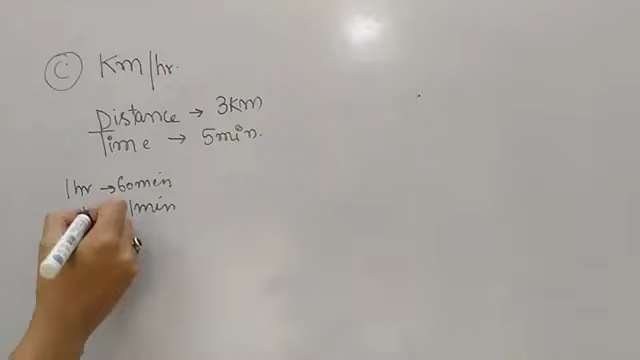 c Km/hr.
Distance → 3Km
Time → 5min.
1hr → 60min
1min